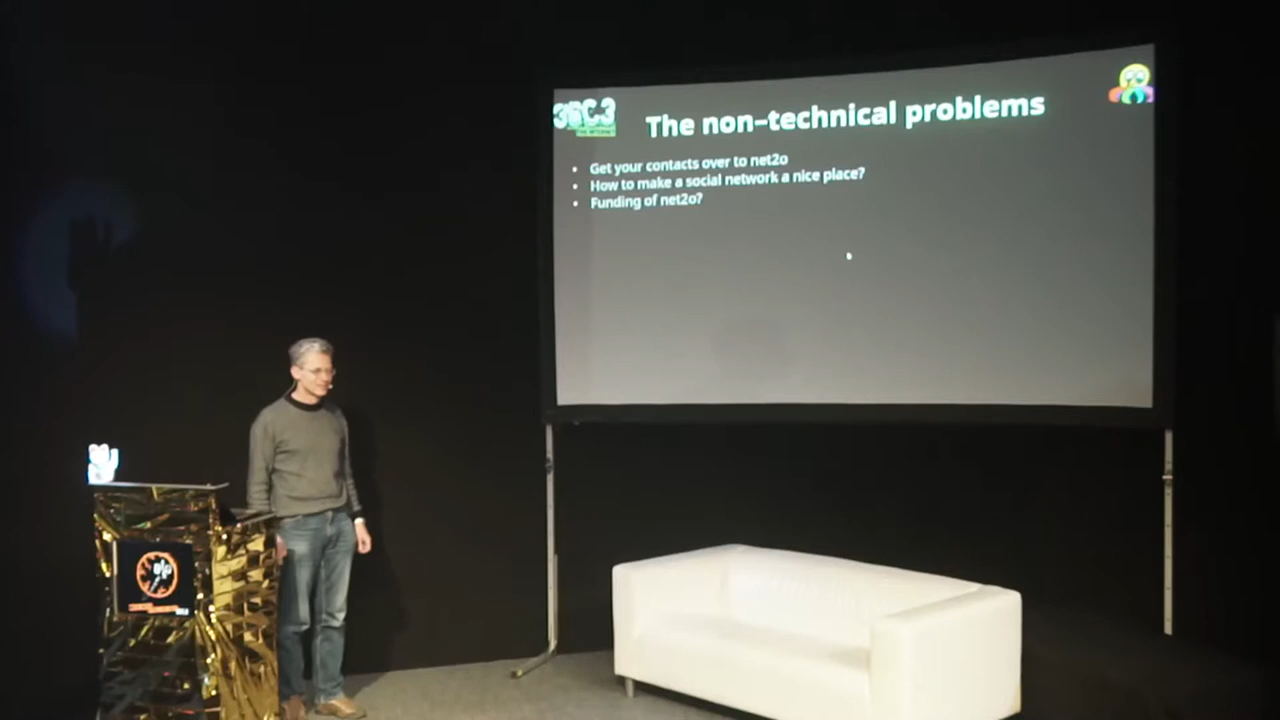 The non-technical problems
• Get your contacts over to net2o
• How to make a social network a nice place?
• Funding of net2o?